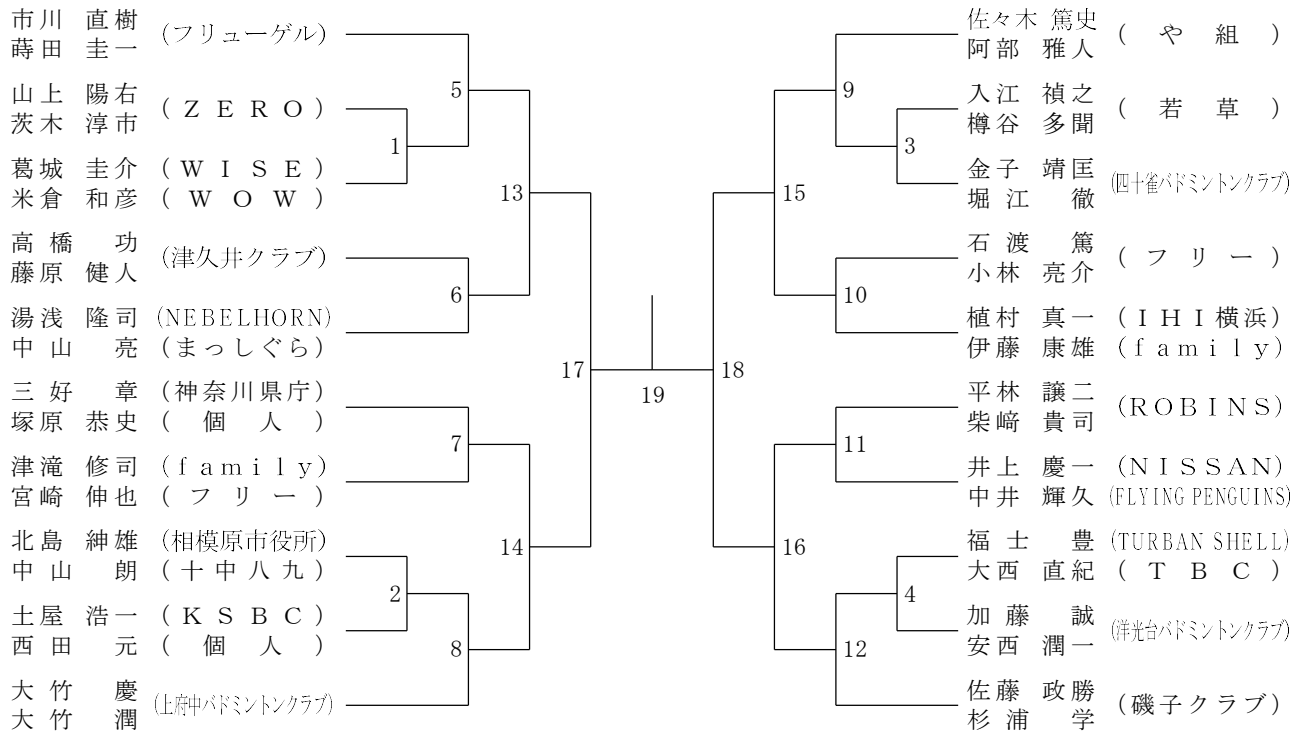 市川 直樹 (フリューゲル)
蒔田 圭一
5
山上 陽右 (ZERO)
茨木 淳市
1
葛城 圭介 (WISE)
米倉 和彦 (WOW)
13
高橋 功 (津久井クラブ)
藤原 健人
6
湯浅 隆司 (NEBELHORN)
中山 亮 (まっしぐら)
17
三好 章 (神奈川県庁)
塚原 恭史 (個人)
7
津滝 修司 (family)
宮崎 伸也 (フリー)
14
北島 紳雄 (相模原市役所)
中山 朗 (十中八九)
2
土屋 浩一 (KSBC)
西田 元 (個人)
8
大竹 慶 (上府中バドミントンクラブ)
大竹 潤
19
佐々木 篤史 (や組)
阿部 雅人
9
入江 禎之 (若草)
樽谷 多聞
3
金子 靖匡 (四十雀バドミントンクラブ)
堀江 徹
15
石渡 篤 (フリー)
小林 亮介
10
植村 真一 (IHI横浜)
伊藤 康雄 (family)
18
平林 譲二 (ROBINS)
柴﨑 貴司
11
井上 慶一 (NISSAN)
中井 輝久 (FLYING PENGUINS)
16
福士 豊 (TURBAN SHELL)
大西 直紀 (TBC)
4
加藤 誠 (洋光台バドミントンクラブ)
安西 潤一
12
佐藤 政勝 (磯子クラブ)
杉浦 学